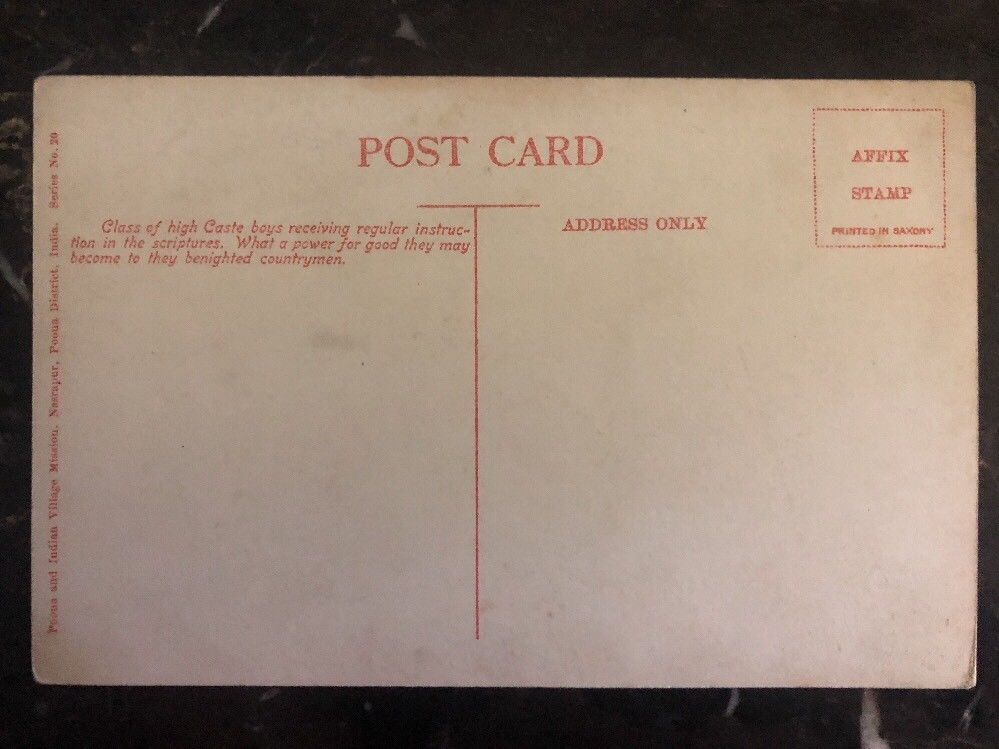 POST CARD
AFFIX
STAMP
PRINTED IN SAXONY
ADDRESS ONLY
Class of high Caste boys receiving regular instruc-
tion in the scriptures. What a power for good they may
become to they benighted countrymen.
Poona and Indian Village Mission. Nasrapur, Poona District. India. Series No. 20